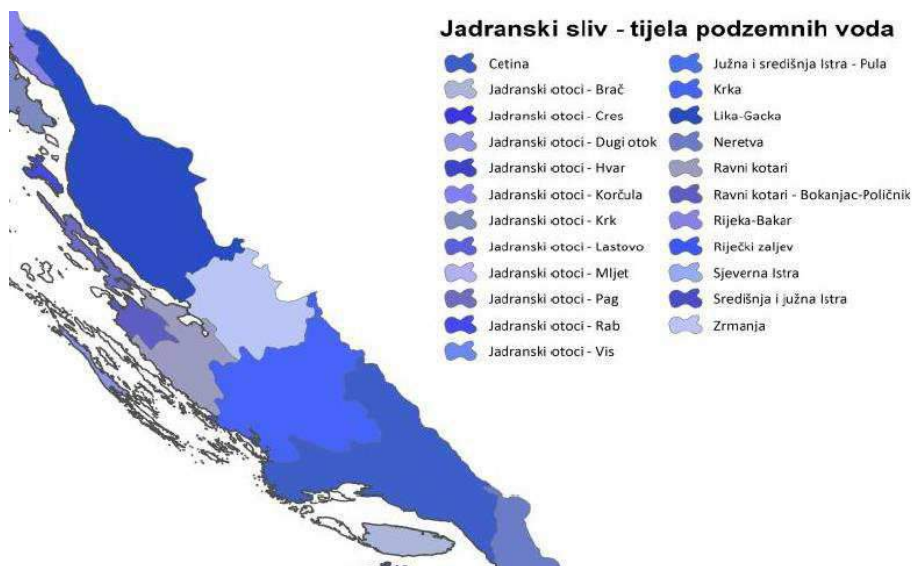 Jadranski sliv - tijela podzemnih voda
Cetina
Jadranski otoci - Brač
Jadranski otoci - Cres
Jadranski otoci - Dugi otok
Jadranski otoci - Hvar
Jadranski otoci - Korčula
Jadranski otoci - Krk
Jadranski otoci - Lastovo
Jadranski otoci - Mljet
Jadranski otoci - Pag
Jadranski otoci - Rab
Jadranski otoci - Vis
Južna i središnja Istra - Pula
Krka
Lika-Gacka
Neretva
Ravni kotari
Ravni kotari - Bokanjac-Poličnik
Rijeka-Bakar
Riječki zaljev
Sjeverna Istra
Središnja i južna Istra
Zrmanja